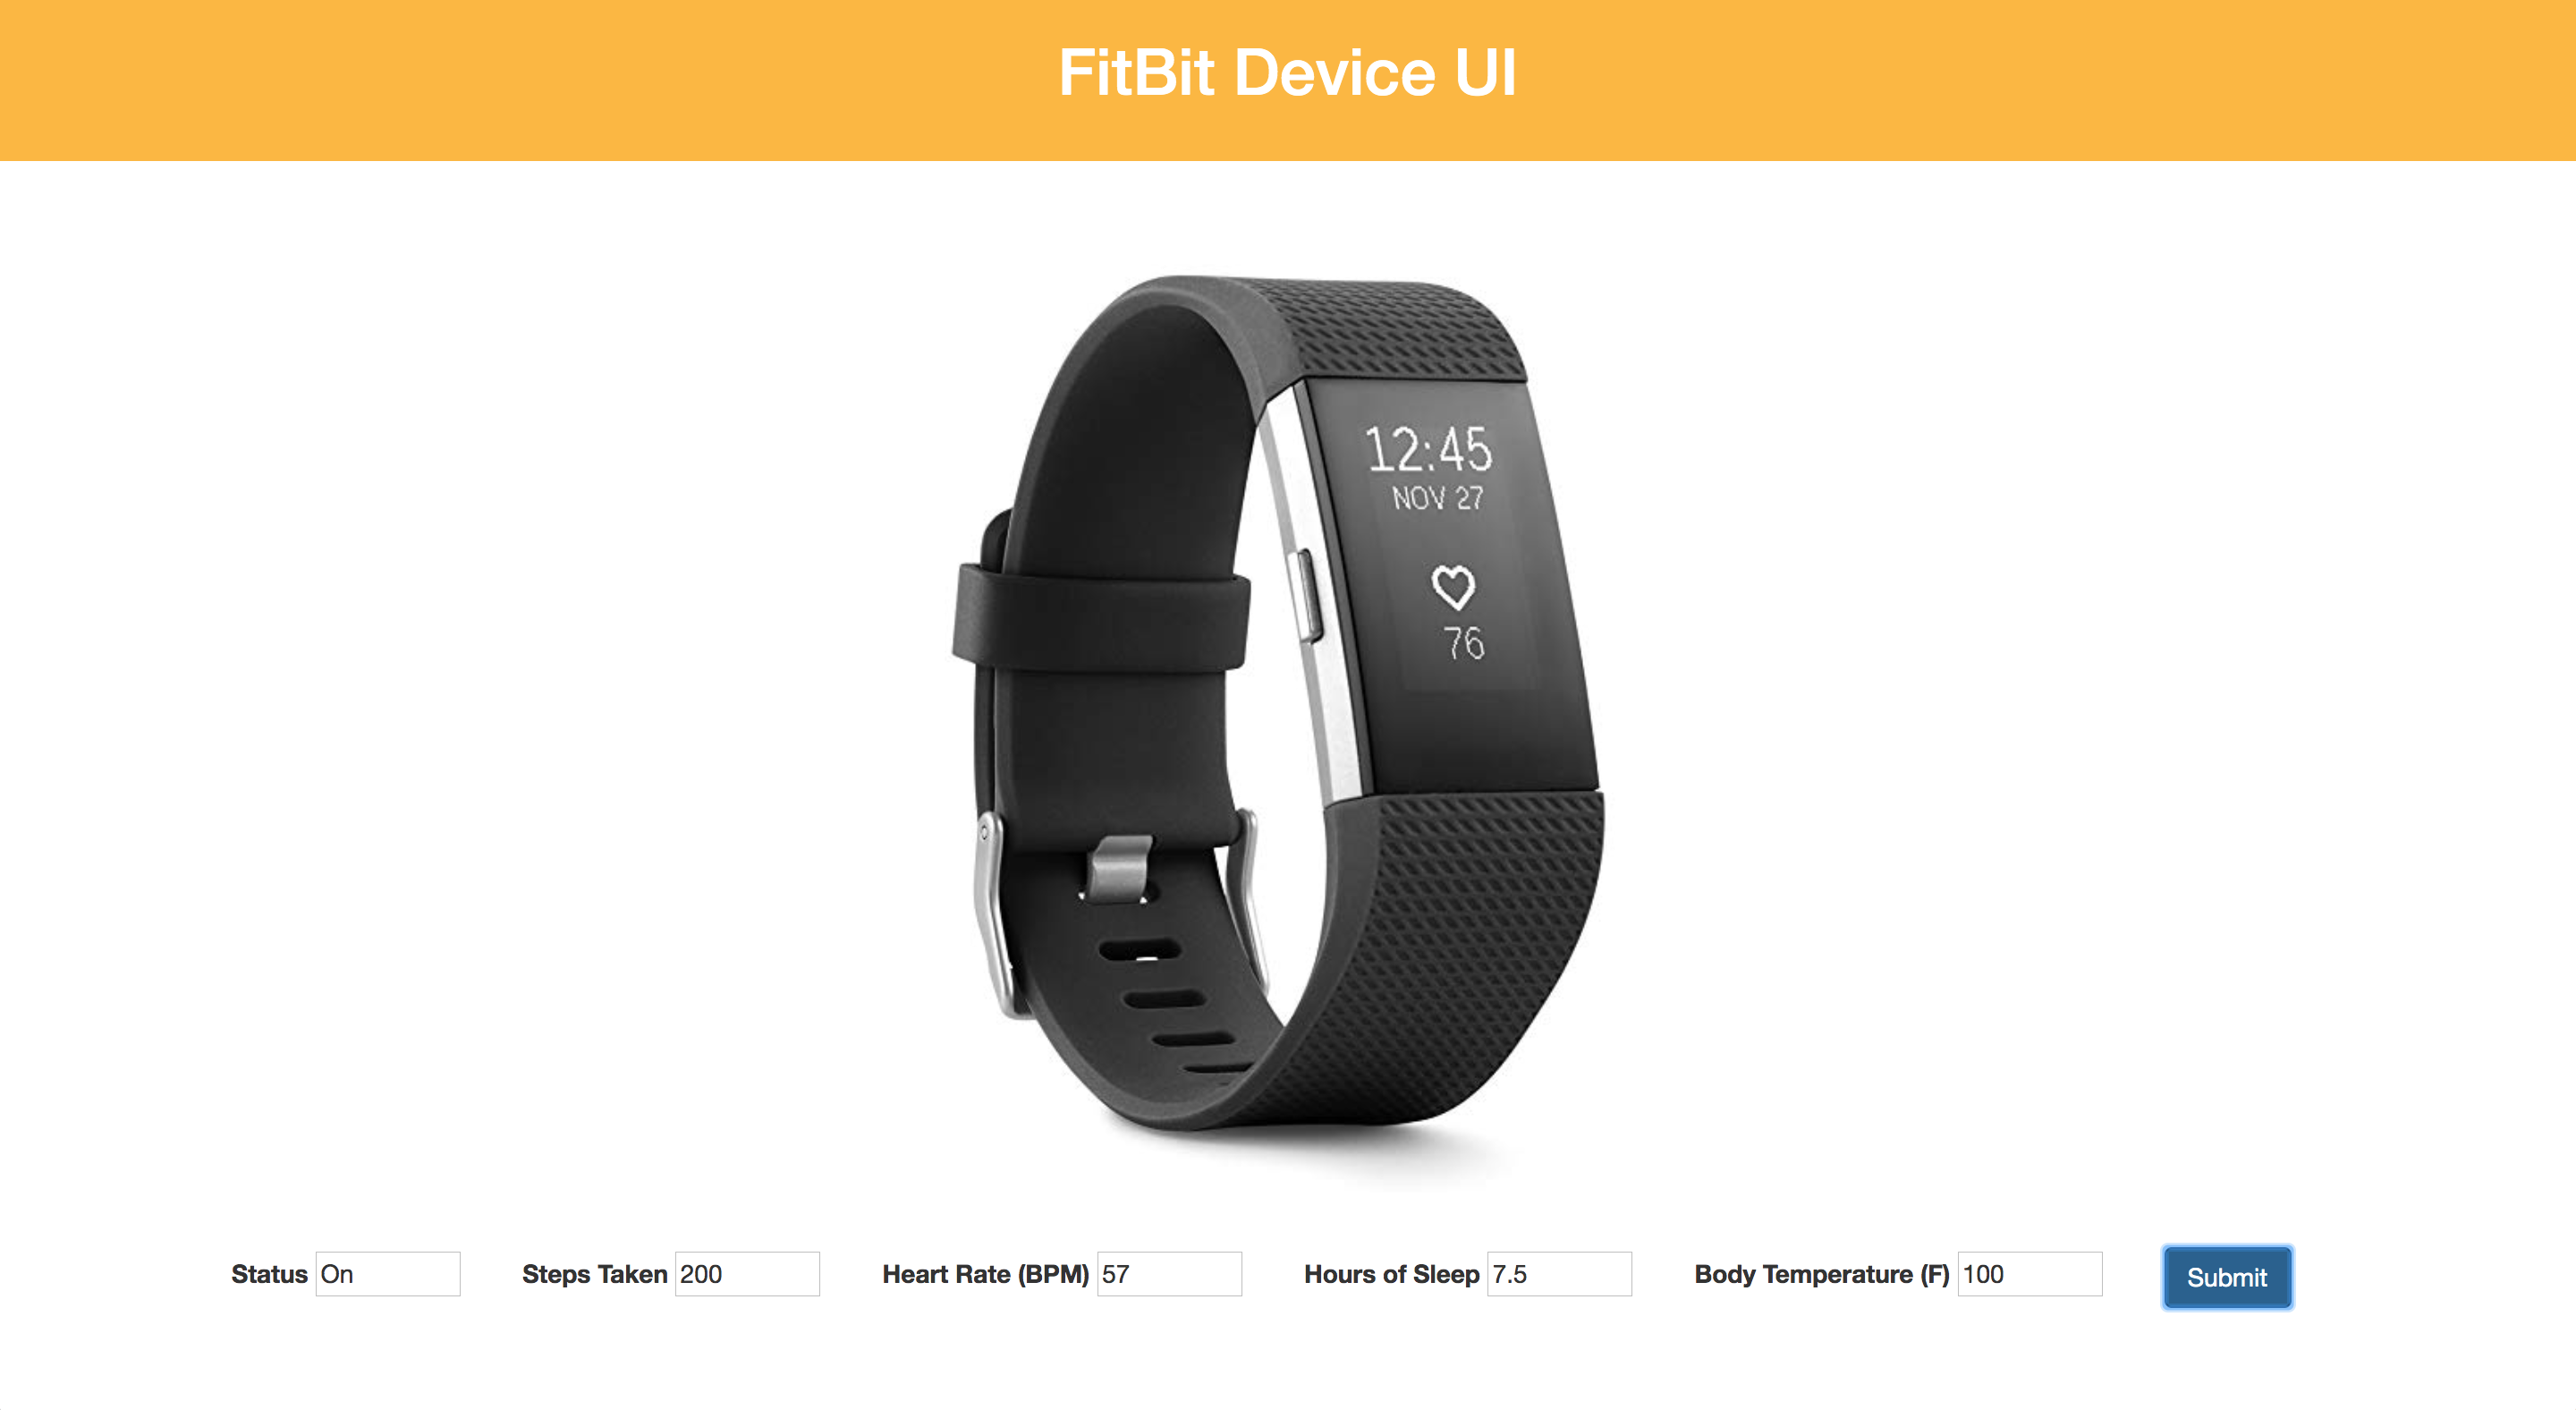 FitBit Device UI
12:45
NOV 27
76
Status On Steps Taken 200 Heart Rate (BPM) 57 Hours of Sleep 7.5 Body Temperature (F) 100 Submit